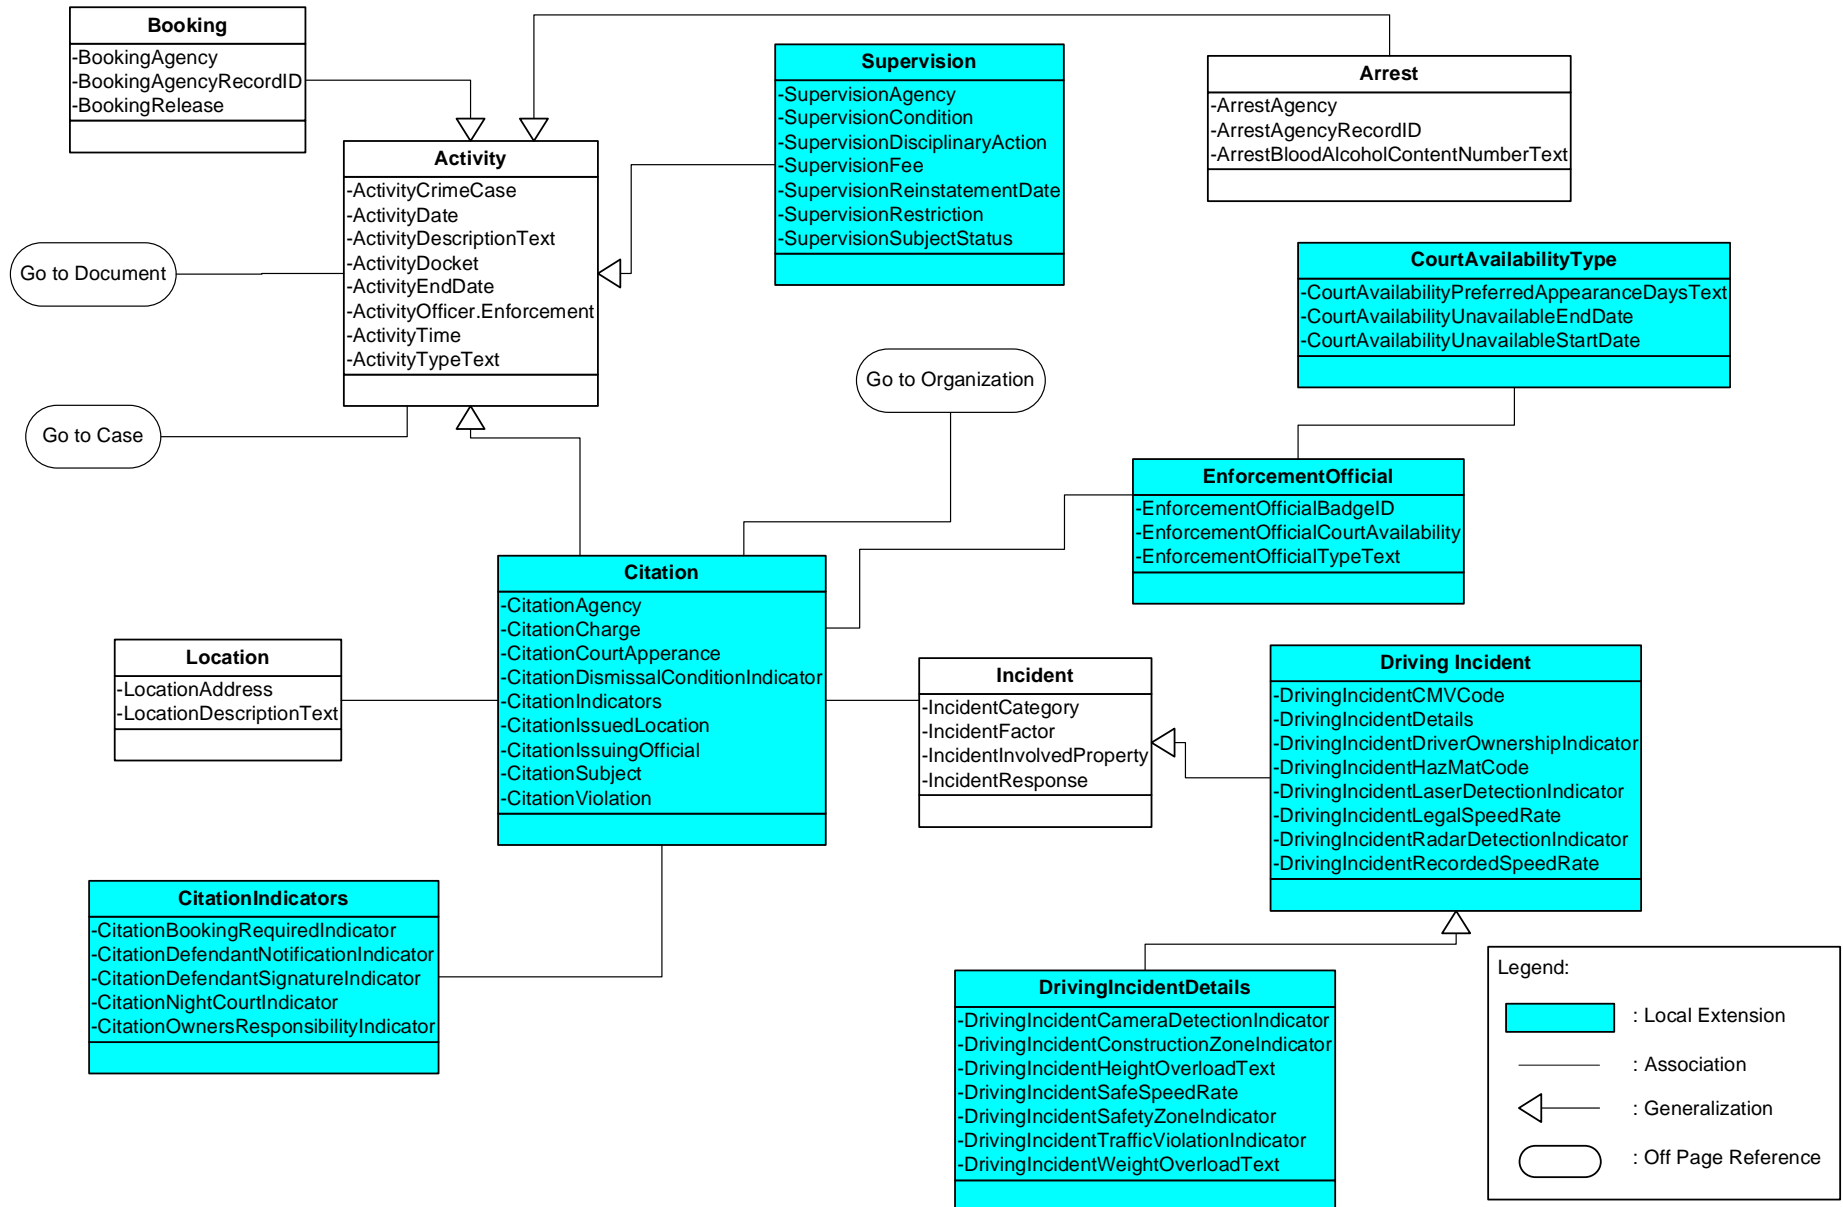 Booking
-BookingAgency
-BookingAgencyRecordID
-BookingRelease
Supervision
-SupervisionAgency
-SupervisionCondition
-SupervisionDisciplinaryAction
-SupervisionFee
-SupervisionReinstatementDate
-SupervisionRestriction
-SupervisionSubjectStatus
Arrest
-ArrestAgency
-ArrestAgencyRecordID
-ArrestBloodAlcoholContentNumberText
Activity
-ActivityCrimeCase
-ActivityDate
-ActivityDescriptionText
-ActivityDocket
-ActivityEndDate
-ActivityOfficer.Enforcement
-ActivityTime
-ActivityTypeText
Go to Document
CourtAvailabilityType
-CourtAvailabilityPreferredAppearanceDaysText
-CourtAvailabilityUnavailableEndDate
-CourtAvailabilityUnavailableStartDate
Go to Organization
Go to Case
EnforcementOfficial
-EnforcementOfficialBadgeID
-EnforcementOfficialCourtAvailability
-EnforcementOfficialTypeText
Citation
-CitationAgency
-CitationCharge
-CitationCourtApperance
-CitationDismissalConditionIndicator
-CitationIndicators
-CitationIssuedLocation
-CitationIssuingOfficial
-CitationSubject
-CitationViolation
Location
-LocationAddress
-LocationDescriptionText
Incident
-IncidentCategory
-IncidentFactor
-IncidentInvolvedProperty
-IncidentResponse
Driving Incident
-DrivingIncidentCMVCode
-DrivingIncidentDetails
-DrivingIncidentDriverOwnershipIndicator
-DrivingIncidentHazMatCode
-DrivingIncidentLaserDetectionIndicator
-DrivingIncidentLegalSpeedRate
-DrivingIncidentRadarDetectionIndicator
-DrivingIncidentRecordedSpeedRate
CitationIndicators
-CitationBookingRequiredIndicator
-CitationDefendantNotificationIndicator
-CitationDefendantSignatureIndicator
-CitationNightCourtIndicator
-CitationOwnersResponsibilityIndicator
DrivingIncidentDetails
-DrivingIncidentCameraDetectionIndicator
-DrivingIncidentConstructionZoneIndicator
-DrivingIncidentHeightOverloadText
-DrivingIncidentSafeSpeedRate
-DrivingIncidentSafetyZoneIndicator
-DrivingIncidentTrafficViolationIndicator
-DrivingIncidentWeightOverloadText
Legend:
: Local Extension
: Association
: Generalization
: Off Page Reference